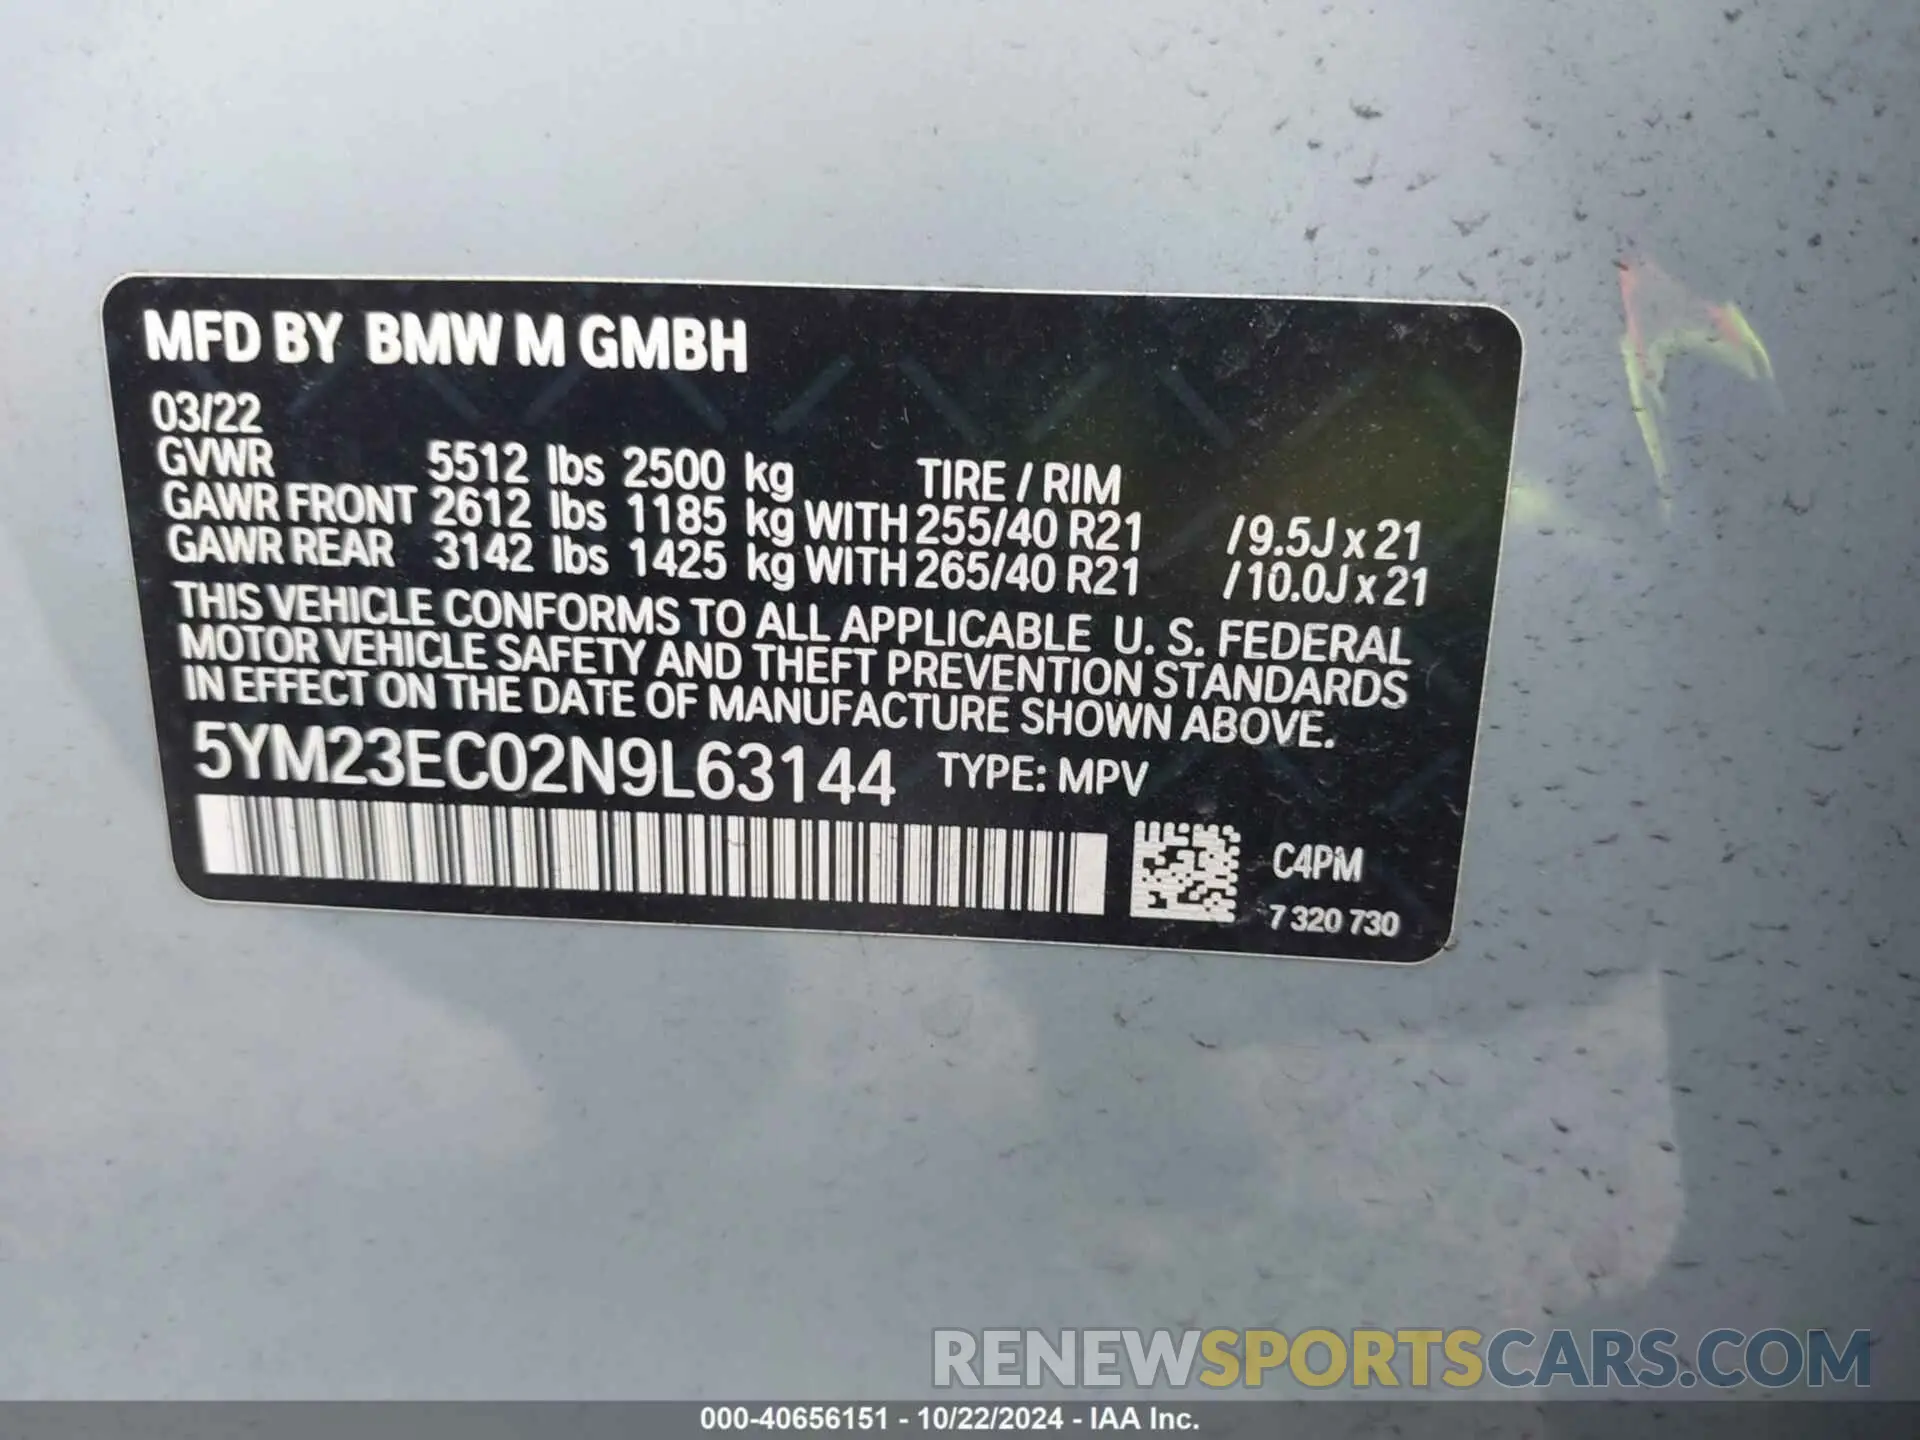 MFD BY BMW M GMBH
03/22
GVWR 5512 lbs 2500 kg TIRE / RIM
GAWR FRONT 2612 lbs 1185 kg WITH 255/40 R21 /9.5J x 21
GAWR REAR 3142 lbs 1425 kg WITH 265/40 R21 /10.0J x 21
THIS VEHICLE CONFORMS TO ALL APPLICABLE U. S. FEDERAL
MOTOR VEHICLE SAFETY AND THEFT PREVENTION STANDARDS
IN EFFECT ON THE DATE OF MANUFACTURE SHOWN ABOVE.
5YM23EC02N9L63144 TYPE: MPV
C4PM
7 320 730
RENEWSPORTSCARS.COM
000-40656151 - 10/22/2024 - IAA Inc.